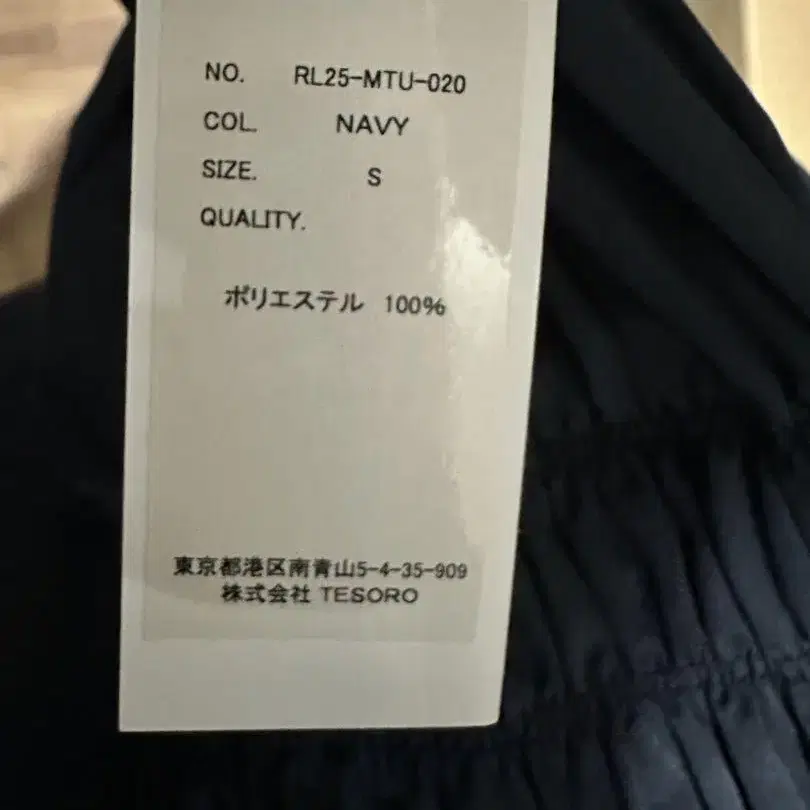 NO. RL25-MTU-020
COL. NAVY
SIZE. S
QUALITY.
ポリエステル 100%
東京都港区南青山5-4-35-909
株式会社 TESORO